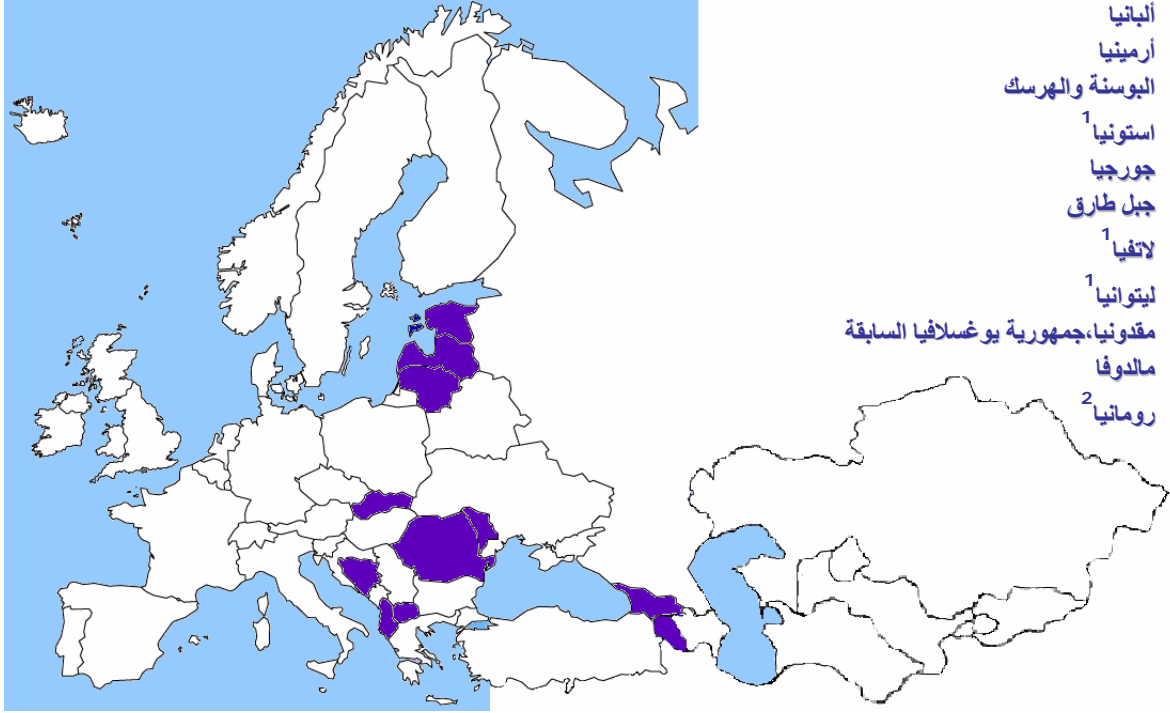 ألبانيا
أرمينيا
البوسنة والهرسك
استونيا1
جورجيا
جبل طارق
لاتفيا1
ليتوانيا1
مقدونيا،جمهورية يوغسلافيا السابقة
مالدوفا
رومانيا2